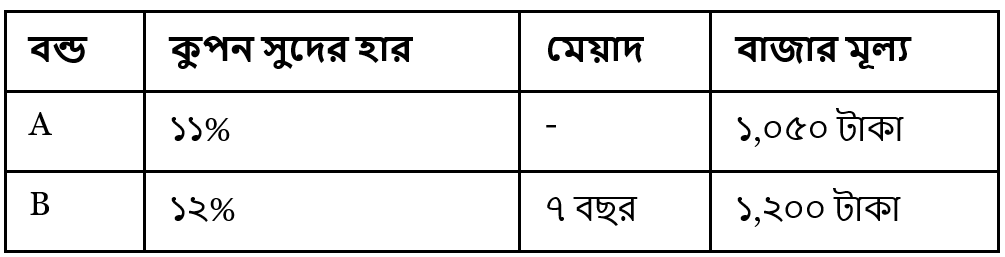 বন্ড কুপন সুদের হার মেয়াদ বাজার মূল্য
A ১১% - ১,০৫০ টাকা
B ১২% ৭ বছর ১,২০০ টাকা